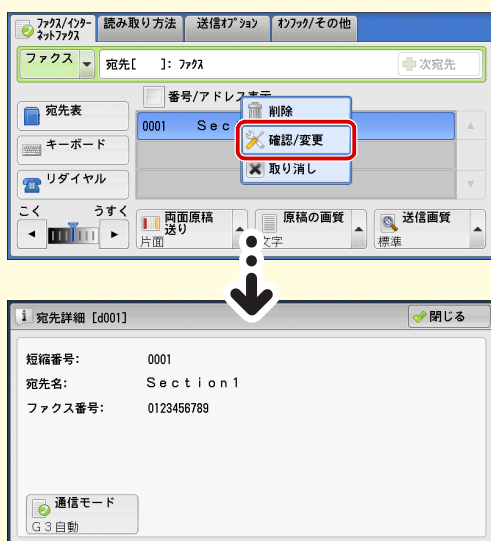 ﾌｧｸｽ/ｲﾝﾀｰﾈｯﾄﾌｧｸｽ 読み取り方法 送信ｵﾌﾟｼｮﾝ ｵﾝﾌｯｸ/その他
ファクス 宛先[ ]: ﾌｧｸｽ 次宛先
番号/アドレス表示
宛先表
キーボード
リダイヤル
0001 Sec
削除
確認/変更
取り消し
こく うすく
両面原稿送り
片面
原稿の画質
文字
送信画質
標準
宛先詳細 [d001] 閉じる
短縮番号: 0001
宛先名: Section1
ファクス番号: 0123456789
通信モード
G3自動